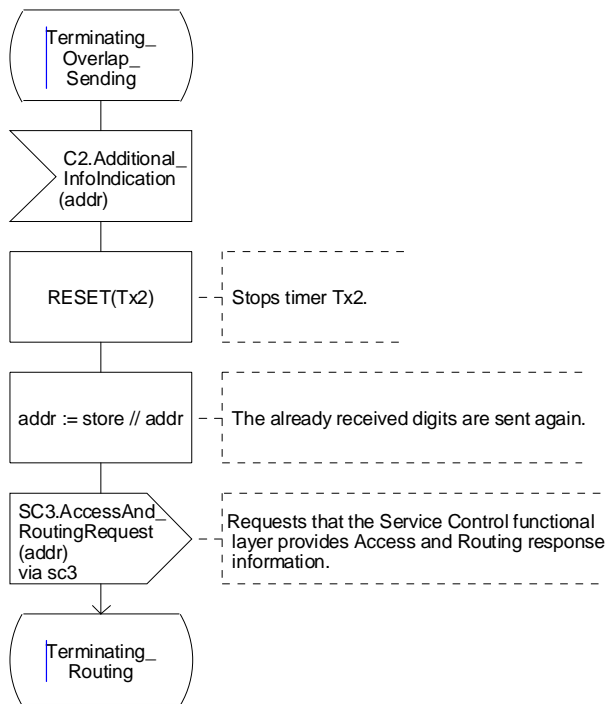 Terminating_
Overlap_
Sending
C2.Additional_
InfoIndication
(addr)
RESET(Tx2)
Stops timer Tx2.
addr := store // addr
The already received digits are sent again.
SC3.AccessAnd_
RoutingRequest
(addr)
via sc3
Requests that the Service Control functional
layer provides Access and Routing response
information.
Terminating_
Routing